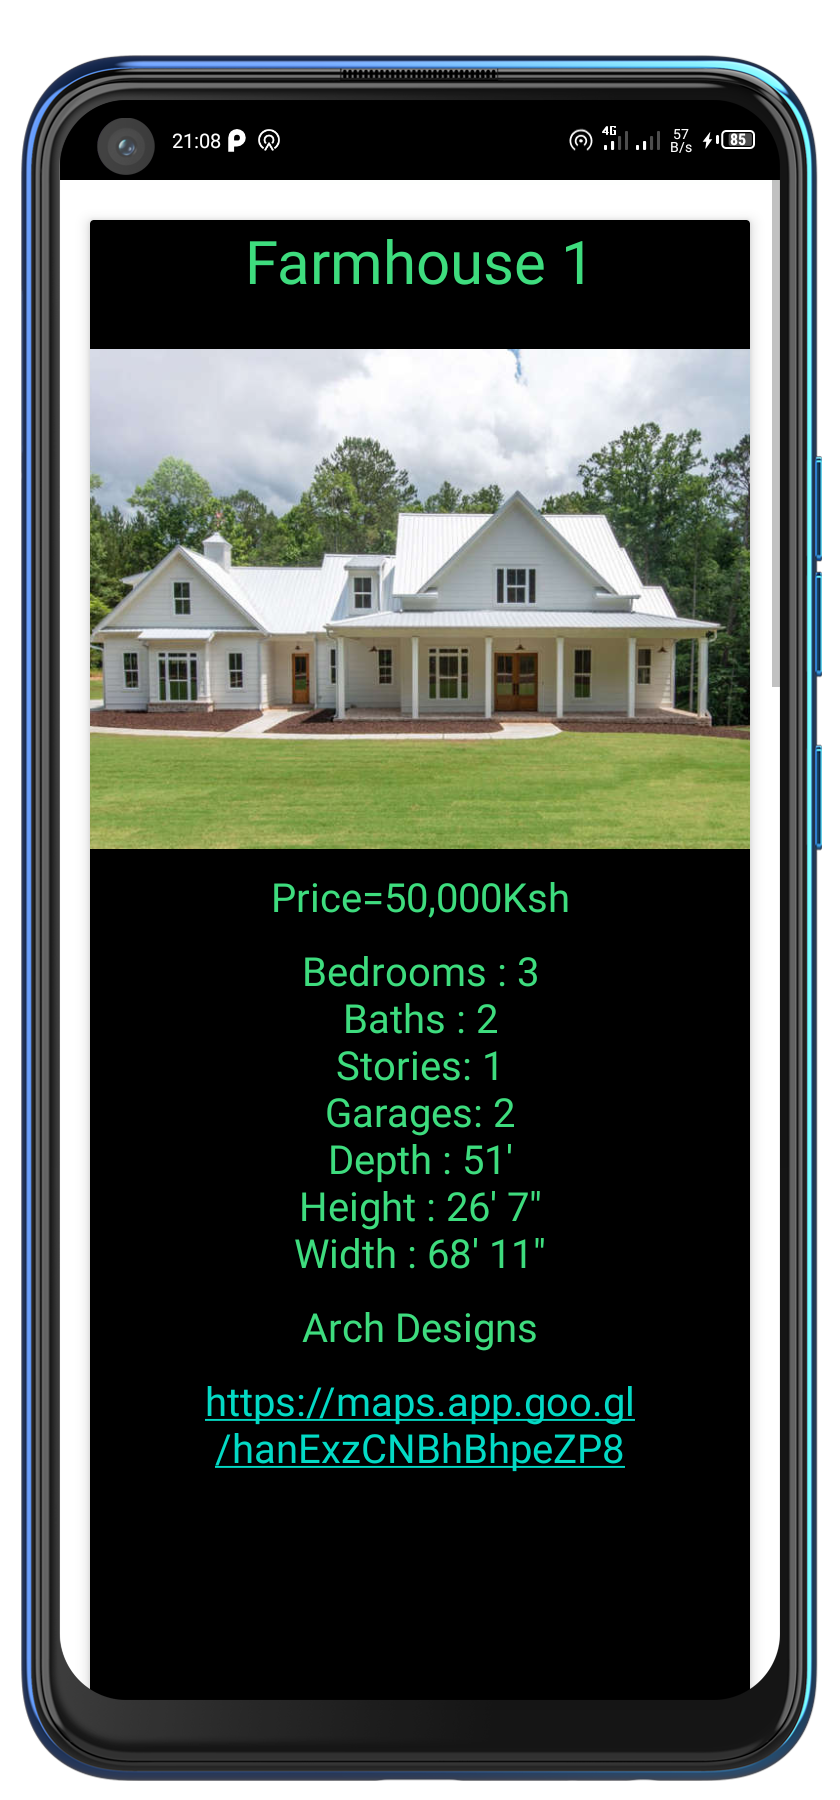 21:08
4G
57
B/s
85
Farmhouse 1
Price=50,000Ksh
Bedrooms : 3
Baths : 2
Stories: 1
Garages: 2
Depth : 51'
Height : 26' 7"
Width : 68' 11"
Arch Designs
https://maps.app.goo.gl
/hanExzCNBhBhpeZP8